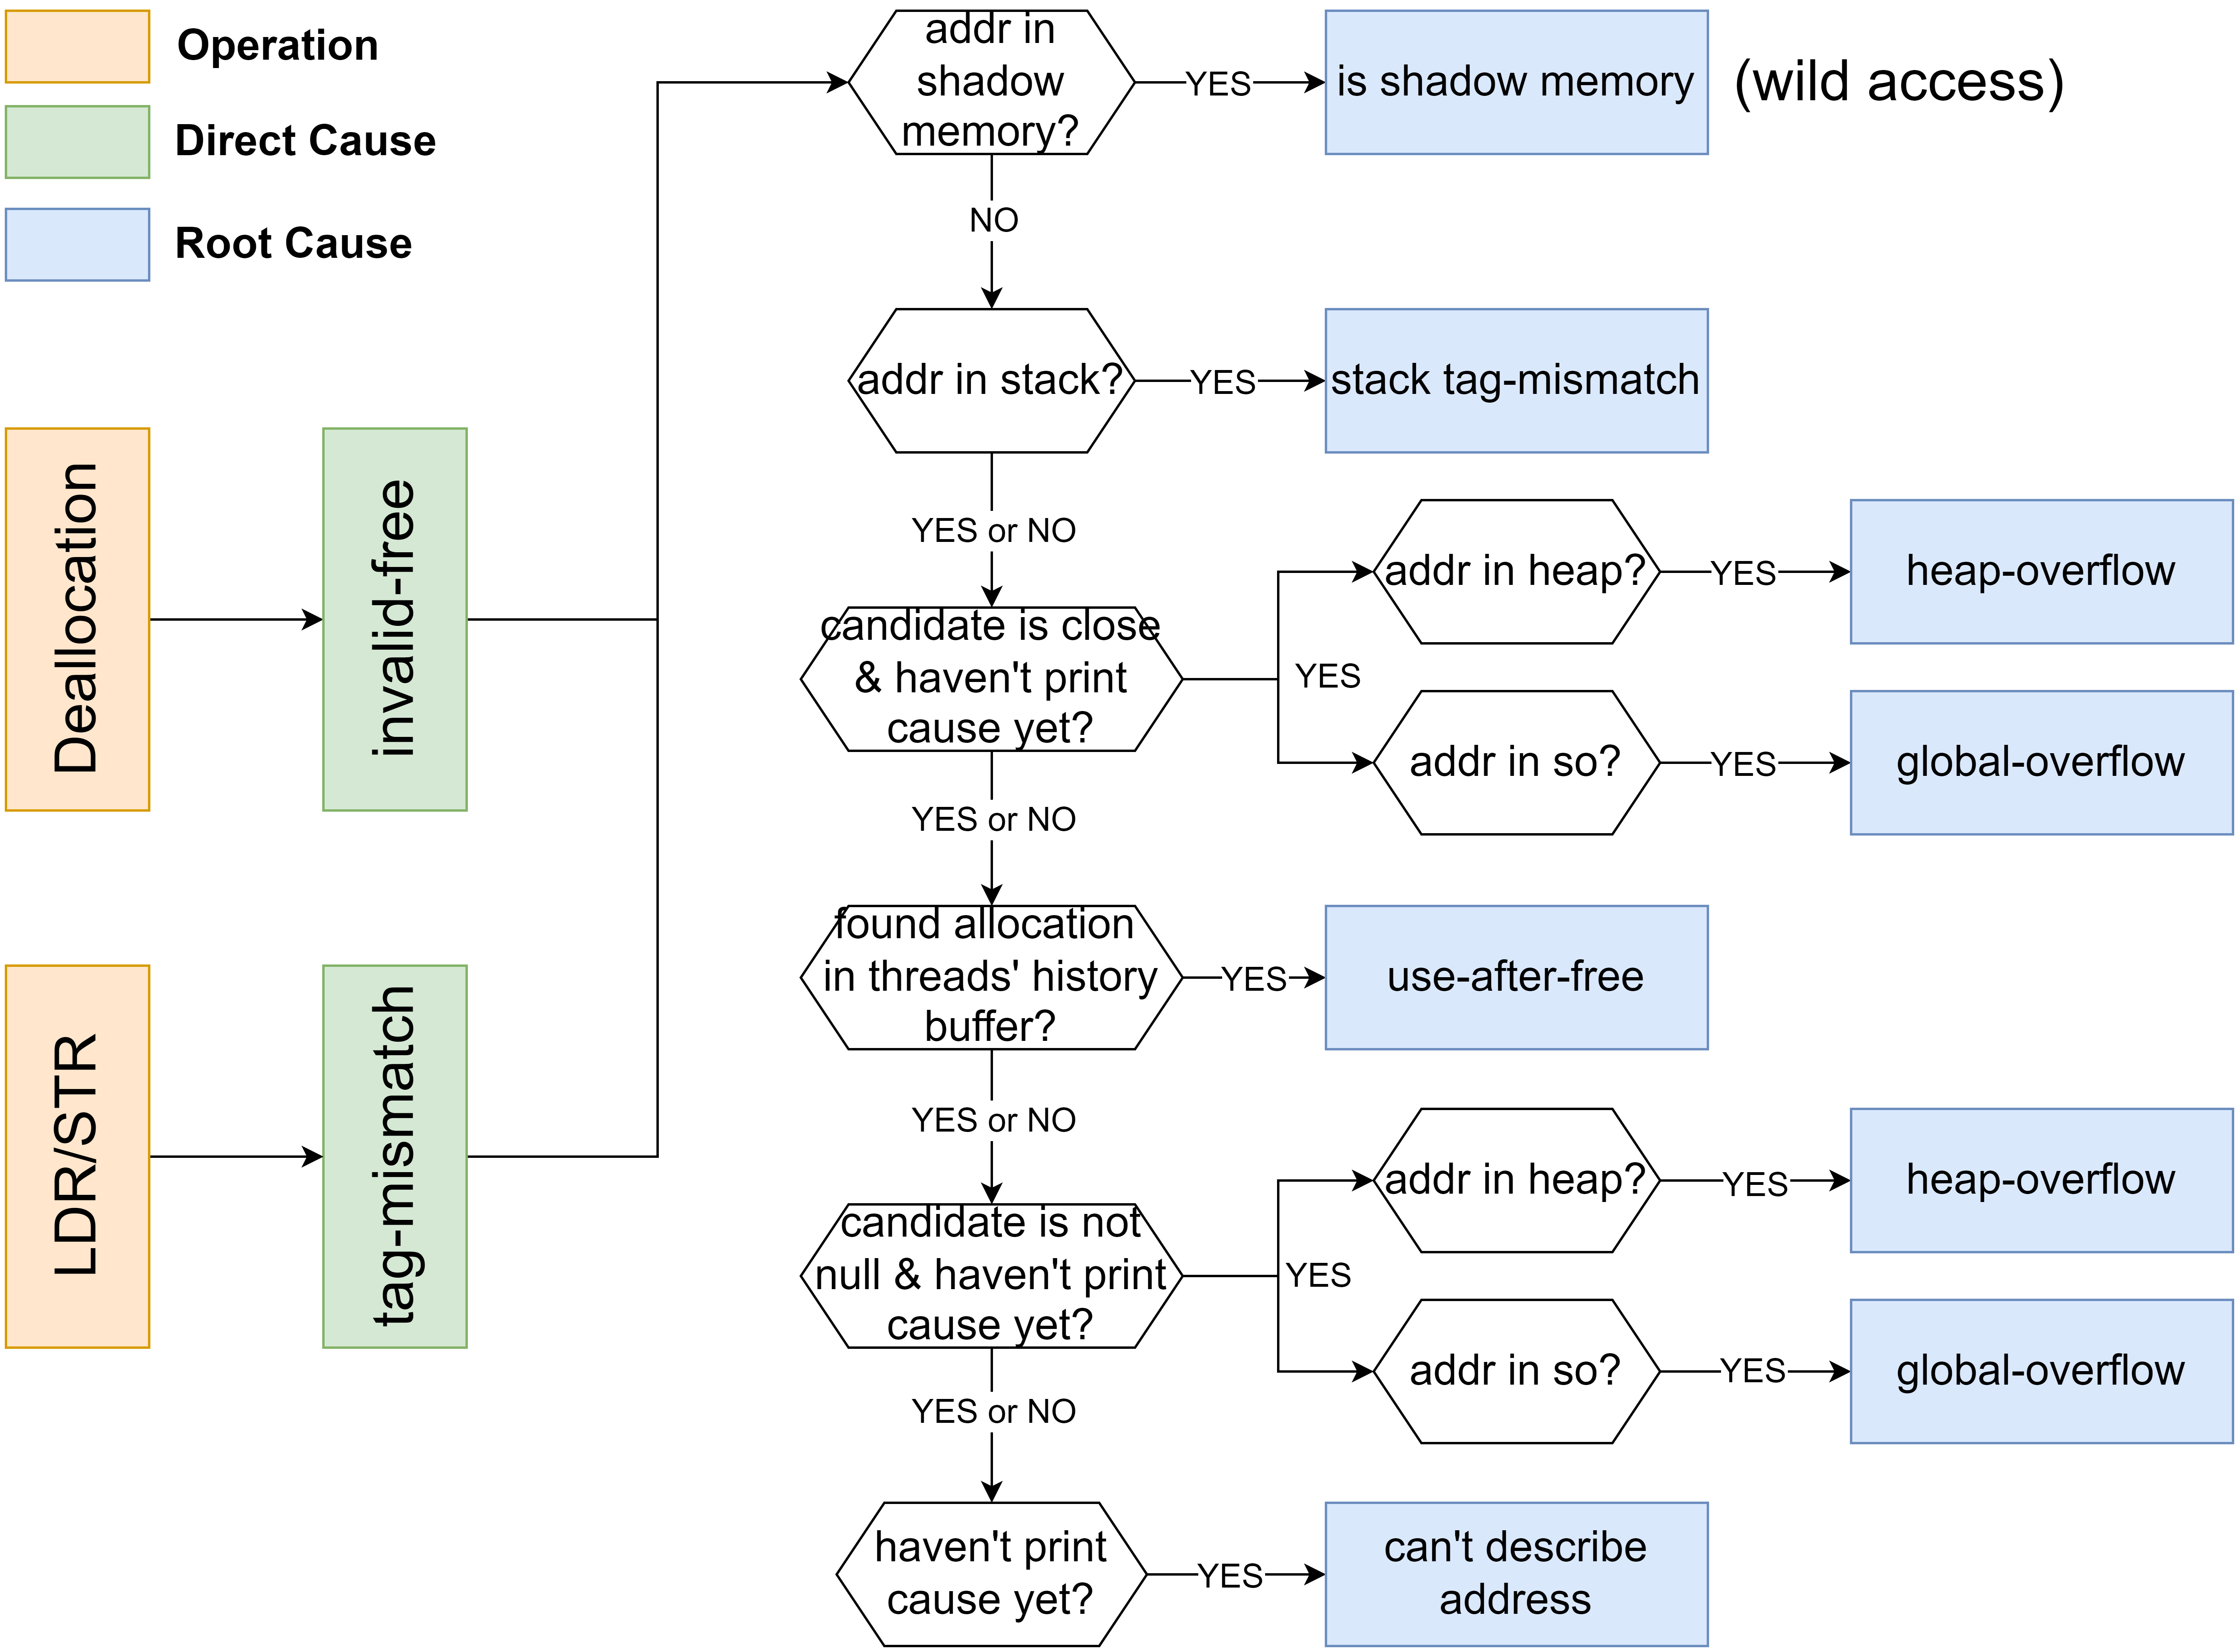 Operation
Direct Cause
Root Cause
Deallocation
invalid-free
LDR/STR
tag-mismatch
addr in
shadow
memory?
YES
is shadow memory
(wild access)
NO
addr in stack?
YES
stack tag-mismatch
YES or NO
candidate is close
& haven't print
cause yet?
YES
addr in heap?
YES
heap-overflow
addr in so?
YES
global-overflow
YES or NO
found allocation
in threads' history
buffer?
YES
use-after-free
YES or NO
candidate is not
null & haven't print
cause yet?
YES
addr in heap?
YES
heap-overflow
addr in so?
YES
global-overflow
YES or NO
haven't print
cause yet?
YES
can't describe
address